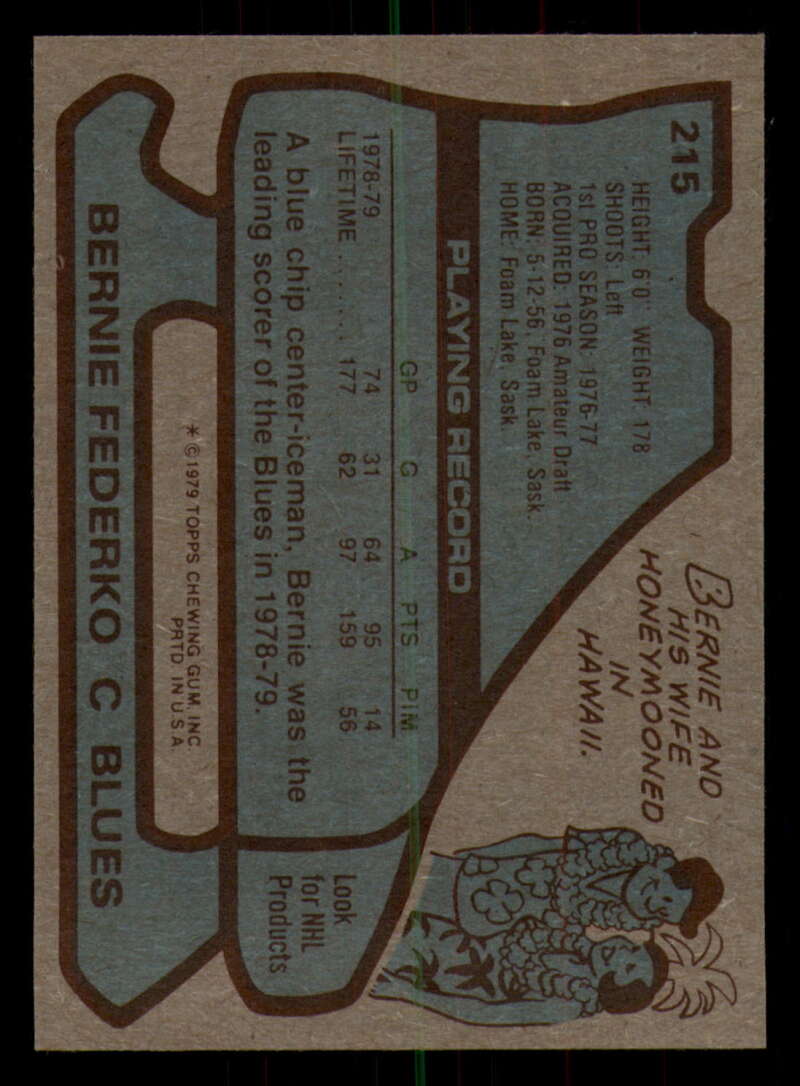 215
HEIGHT: 6'0" WEIGHT: 178
SHOOTS: Left
1st PRO SEASON: 1976-77
ACQUIRED: 1976 Amateur Draft
BORN: 5-12-56, Foam Lake, Sask.
HOME: Foam Lake, Sask.
BERNIE AND
HIS WIFE
HONEYMOONED
IN
HAWAII.
PLAYING RECORD
GP G A PTS PIM
1978-79 74 31 64 95 14
LIFETIME ........ 177 62 97 159 56
A blue chip center-iceman, Bernie was the
leading scorer of the Blues in 1978-79.
Look
for NHL
Products
* © 1979 TOPPS CHEWING GUM, INC.
PRTD. IN U.S.A.
BERNIE FEDERKO C BLUES